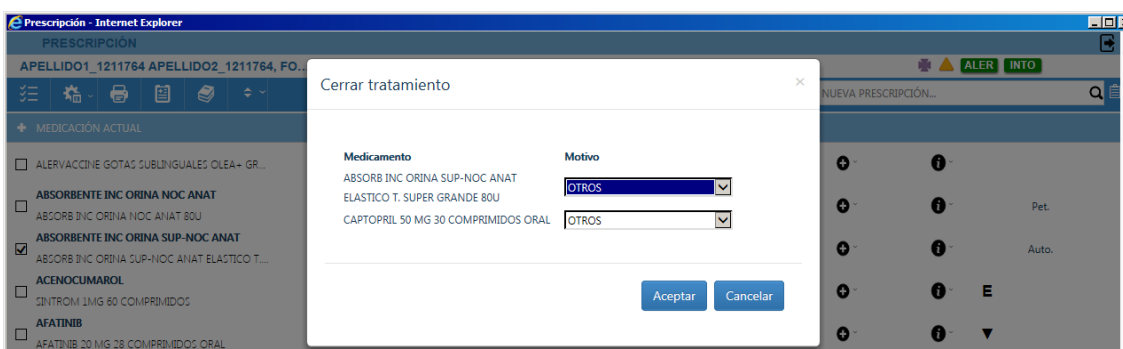 Prescripción - Internet Explorer
PRESCRIPCIÓN
APELLIDO1_1211764 APELLIDO2_1211764, FO...
ALER INTO
NUEVA PRESCRIPCIÓN...
MEDICACIÓN ACTUAL
Cerrar tratamiento
Medicamento Motivo
ABSORB INC ORINA SUP-NOC ANAT
ELASTICO T. SUPER GRANDE 80U
OTROS
CAPTOPRIL 50 MG 30 COMPRIMIDOS ORAL
OTROS
Aceptar Cancelar
ALERVACCINE GOTAS SUBLINGUALES OLEA+ GR...
ABSORBENTE INC ORINA NOC ANAT
ABSORB INC ORINA NOC ANAT 80U
Pet.
ABSORBENTE INC ORINA SUP-NOC ANAT
ABSORB INC ORINA SUP-NOC ANAT ELASTICO T....
Auto.
ACENOCUMAROL
SINTROM 1MG 60 COMPRIMIDOS
E
AFATINIB
AFATINIB 20 MG 28 COMPRIMIDOS ORAL